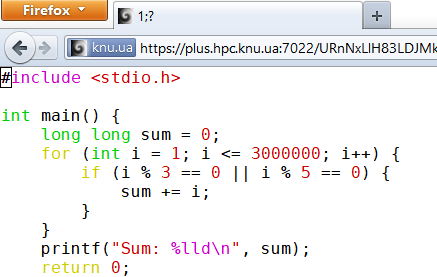 Firefox
1;?
knu.ua https://plus.hpc.knu.ua:7022/URnNxLlH83LDJMk
#include <stdio.h>
int main() {
    long long sum = 0;
    for (int i = 1; i <= 3000000; i++) {
        if (i % 3 == 0 || i % 5 == 0) {
            sum += i;
        }
    }
    printf("Sum: %lld\n", sum);
    return 0;